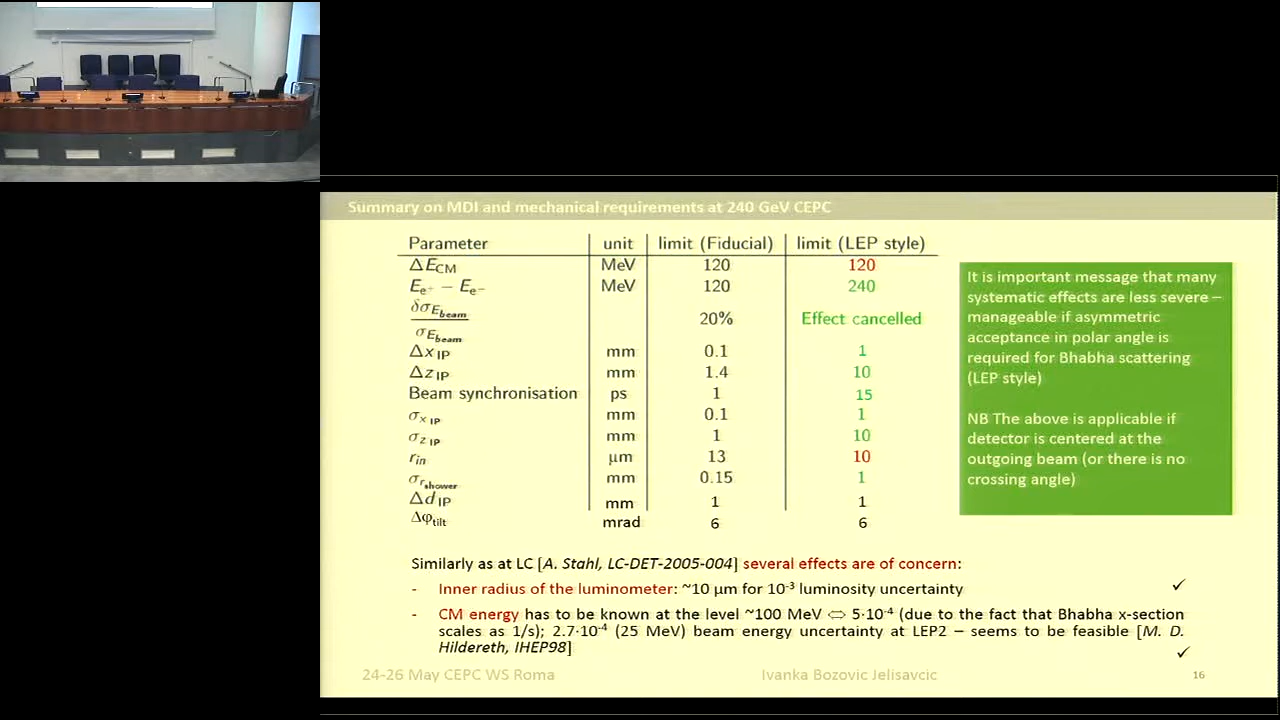 Summary on MDI and mechanical requirements at 240 GeV CEPC
Parameter unit limit (Fiducial) limit (LEP style)
ΔE_CM MeV 120 120
E_e⁺ − E_e⁻ MeV 120 240
δσ_E_beam / σ_E_beam 20% Effect cancelled
Δx_IP mm 0.1 1
Δz_IP mm 1.4 10
Beam synchronisation ps 1 15
σ_x_IP mm 0.1 1
σ_z_IP mm 1 10
r_in μm 13 10
σ_r_shower mm 0.15 1
Δd_IP mm 1 1
Δφ_tilt mrad 6 6
It is important message that many
systematic effects are less severe –
manageable if asymmetric
acceptance in polar angle is
required for Bhabha scattering
(LEP style)
NB The above is applicable if
detector is centered at the
outgoing beam (or there is no
crossing angle)
Similarly as at LC [A. Stahl, LC-DET-2005-004] several effects are of concern:
- Inner radius of the luminometer: ~10 μm for 10⁻³ luminosity uncertainty ✓
- CM energy has to be known at the level ~100 MeV ⇔ 5·10⁻⁴ (due to the fact that Bhabha x-section
scales as 1/s); 2.7·10⁻⁴ (25 MeV) beam energy uncertainty at LEP2 – seems to be feasible [M. D.
Hildereth, IHEP98] ✓
24-26 May CEPC WS Roma Ivanka Bozovic Jelisavcic 16